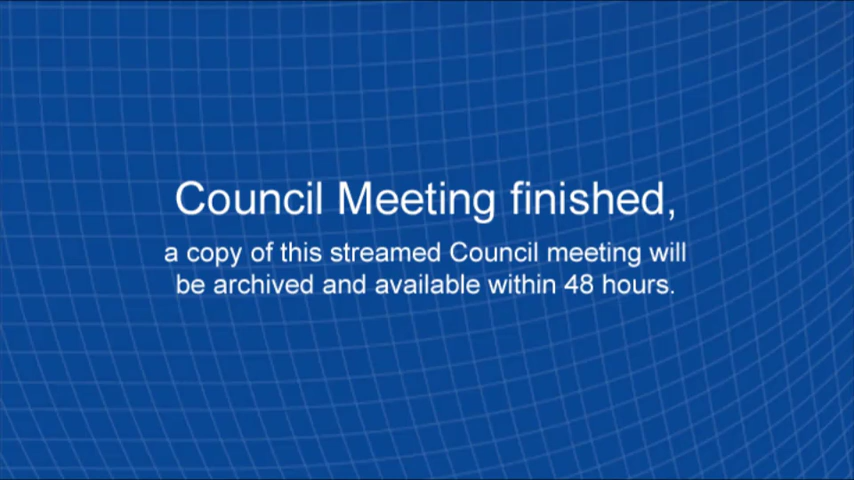 Council Meeting finished,
a copy of this streamed Council meeting will
be archived and available within 48 hours.